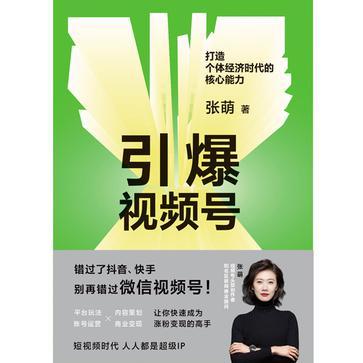 打造
个体经济时代的
核心能力
张萌 著
引爆
视频号
错过了抖音、快手
别再错过微信视频号！
平台玩法 内容策划
账号运营 × 商业变现
让你快速成为
涨粉变现的高手
短视频时代 人人都是超级IP
张萌